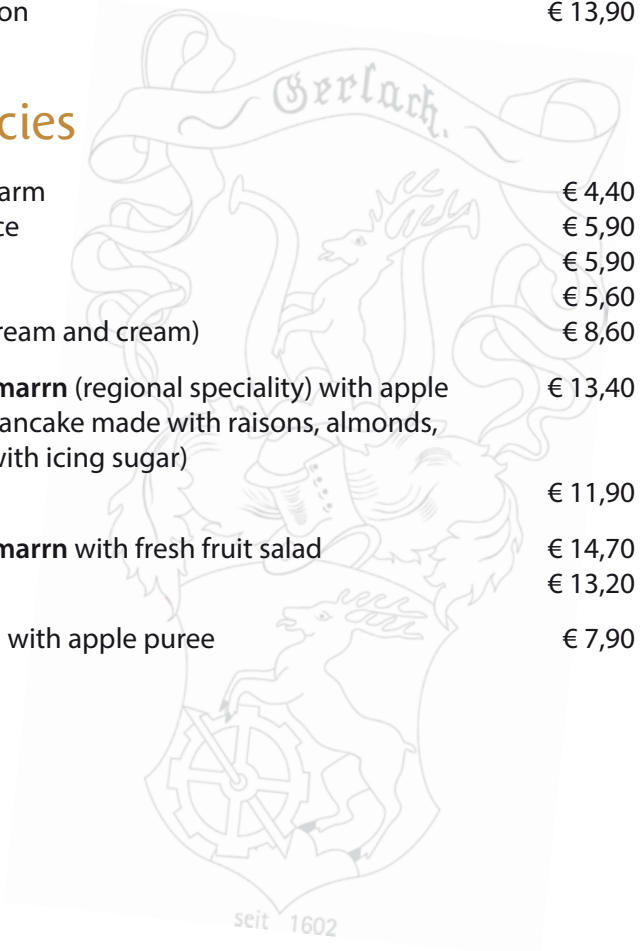 on € 13,90
Gerlach.
cies
arm € 4,40
ce € 5,90
€ 5,90
€ 5,60
ream and cream) € 8,60
marrn (regional speciality) with apple € 13,40
ancake made with raisons, almonds,
with icing sugar)
€ 11,90
marrn with fresh fruit salad € 14,70
€ 13,20
with apple puree € 7,90
seit 1602